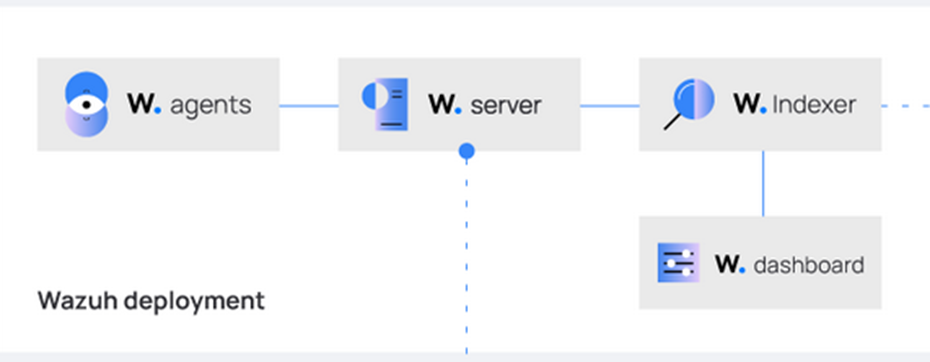 W. agents
W. server
W. Indexer
W. dashboard
Wazuh deployment